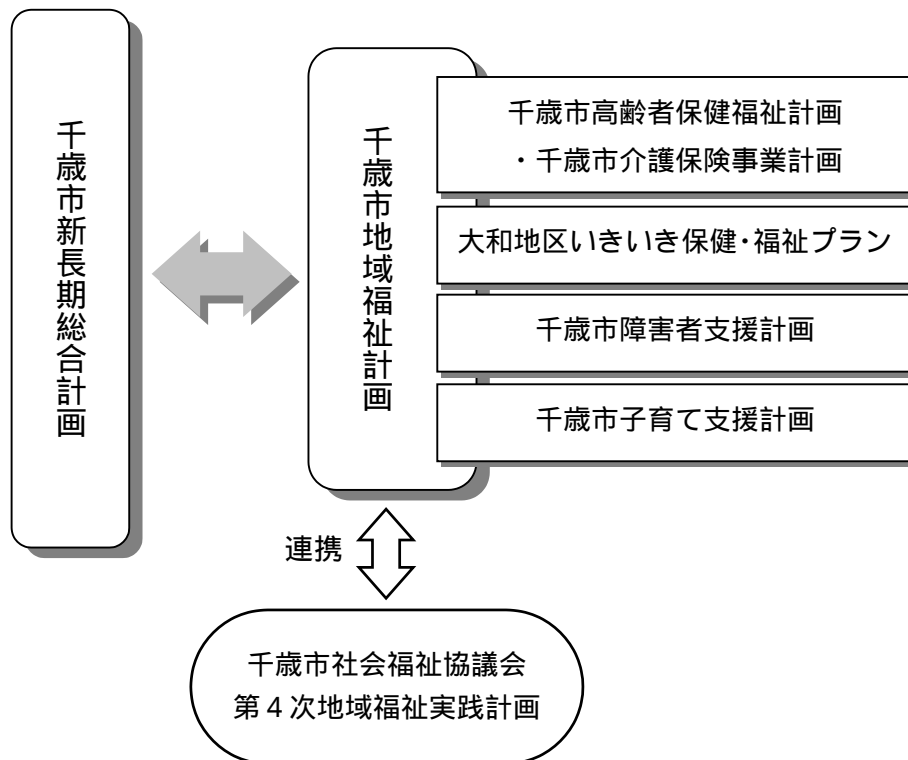 千歳市新長期総合計画
千歳市地域福祉計画
千歳市高齢者保健福祉計画
・千歳市介護保険事業計画
大和地区いきいき保健･福祉プラン
千歳市障害者支援計画
千歳市子育て支援計画
連携
千歳市社会福祉協議会
第４次地域福祉実践計画